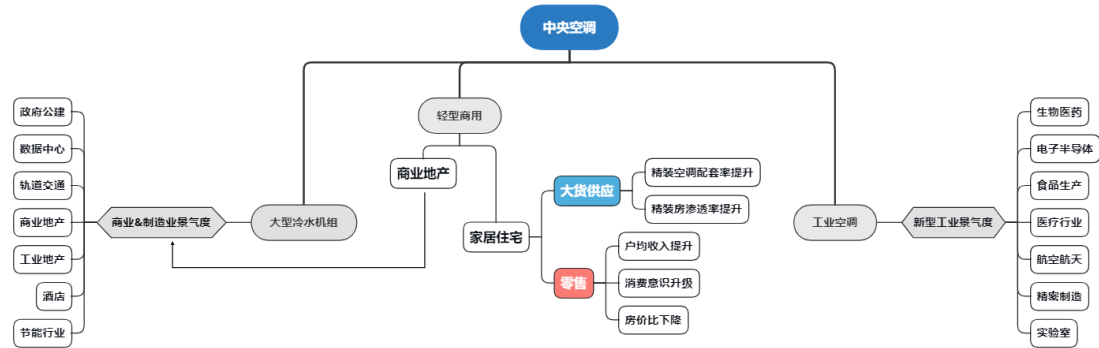 中央空调
轻型商用
商业地产
家居住宅
大货供应
精装空调配套率提升
精装房渗透率提升
零售
户均收入提升
消费意识升级
房价比下降
大型冷水机组
商业&制造业景气度
政府公建
数据中心
轨道交通
商业地产
工业地产
酒店
节能行业
工业空调
新型工业景气度
生物医药
电子半导体
食品生产
医疗行业
航空航天
精密制造
实验室